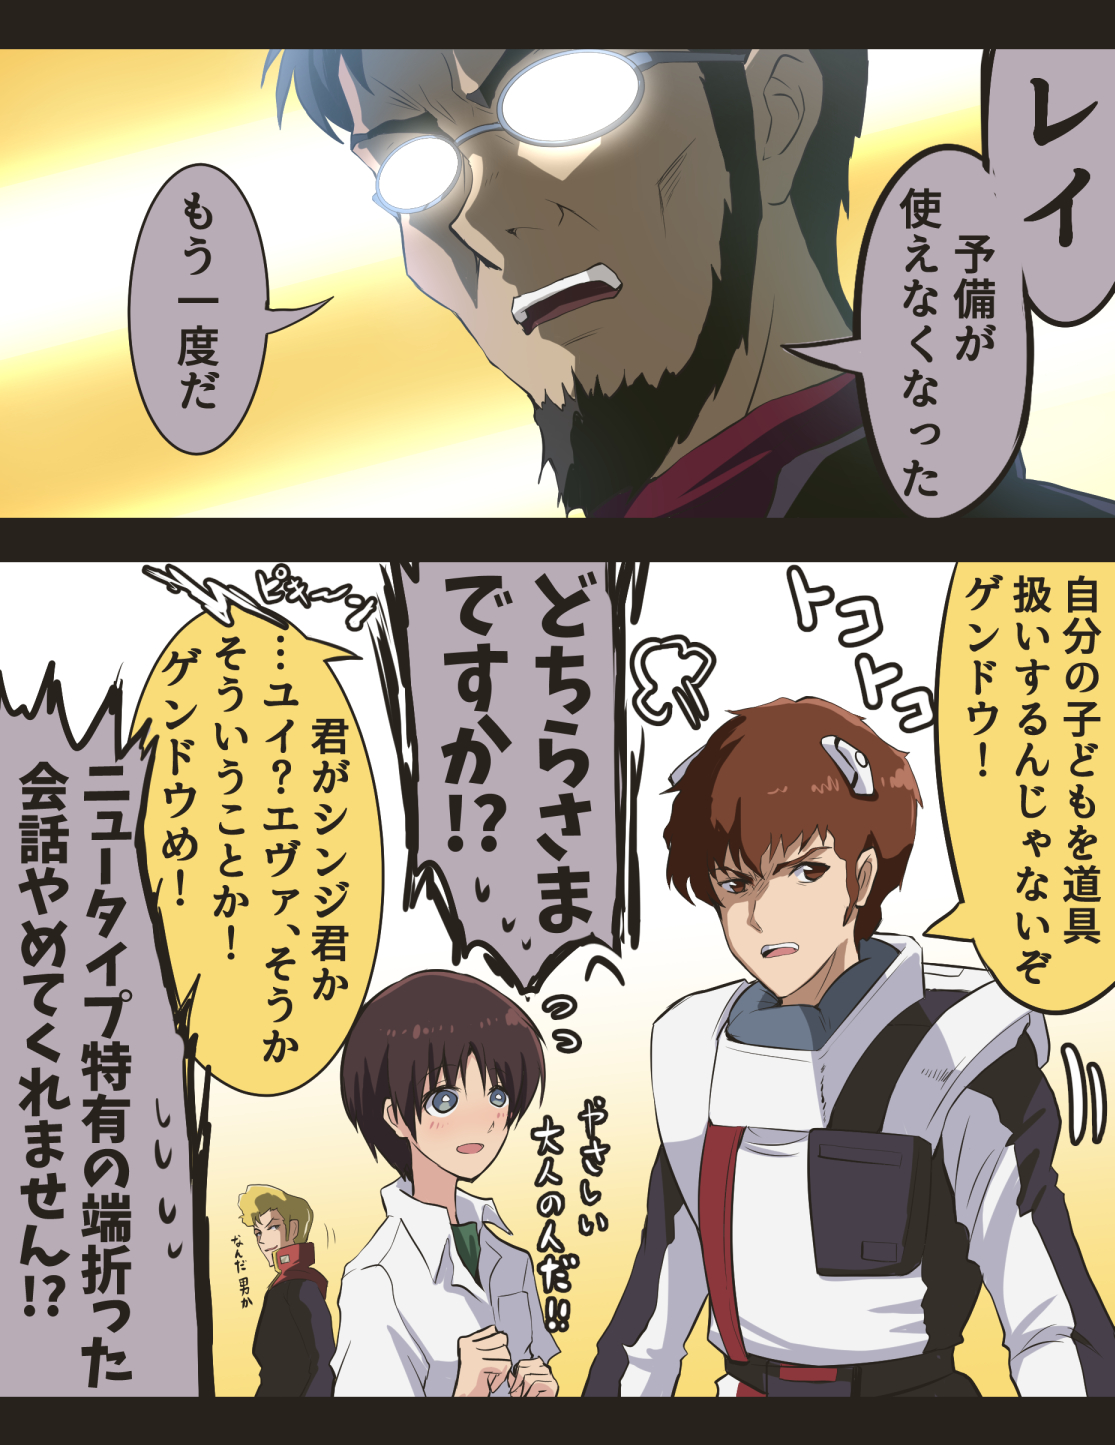 レイ
予備が
使えなくなった
もう一度だ
自分の子どもを道具
扱いするんじゃないぞ
ゲンドウ！
トコ
トコ
どちらさま
ですか!?
ピキーン
君がシンジ君か
…ユイ？エヴァ、そうか
そういうことか！
ゲンドウめ！
ニュータイプ特有の端折った
会話やめてくれません!?
やさしい
大人の人だ!!
なんだ
男か